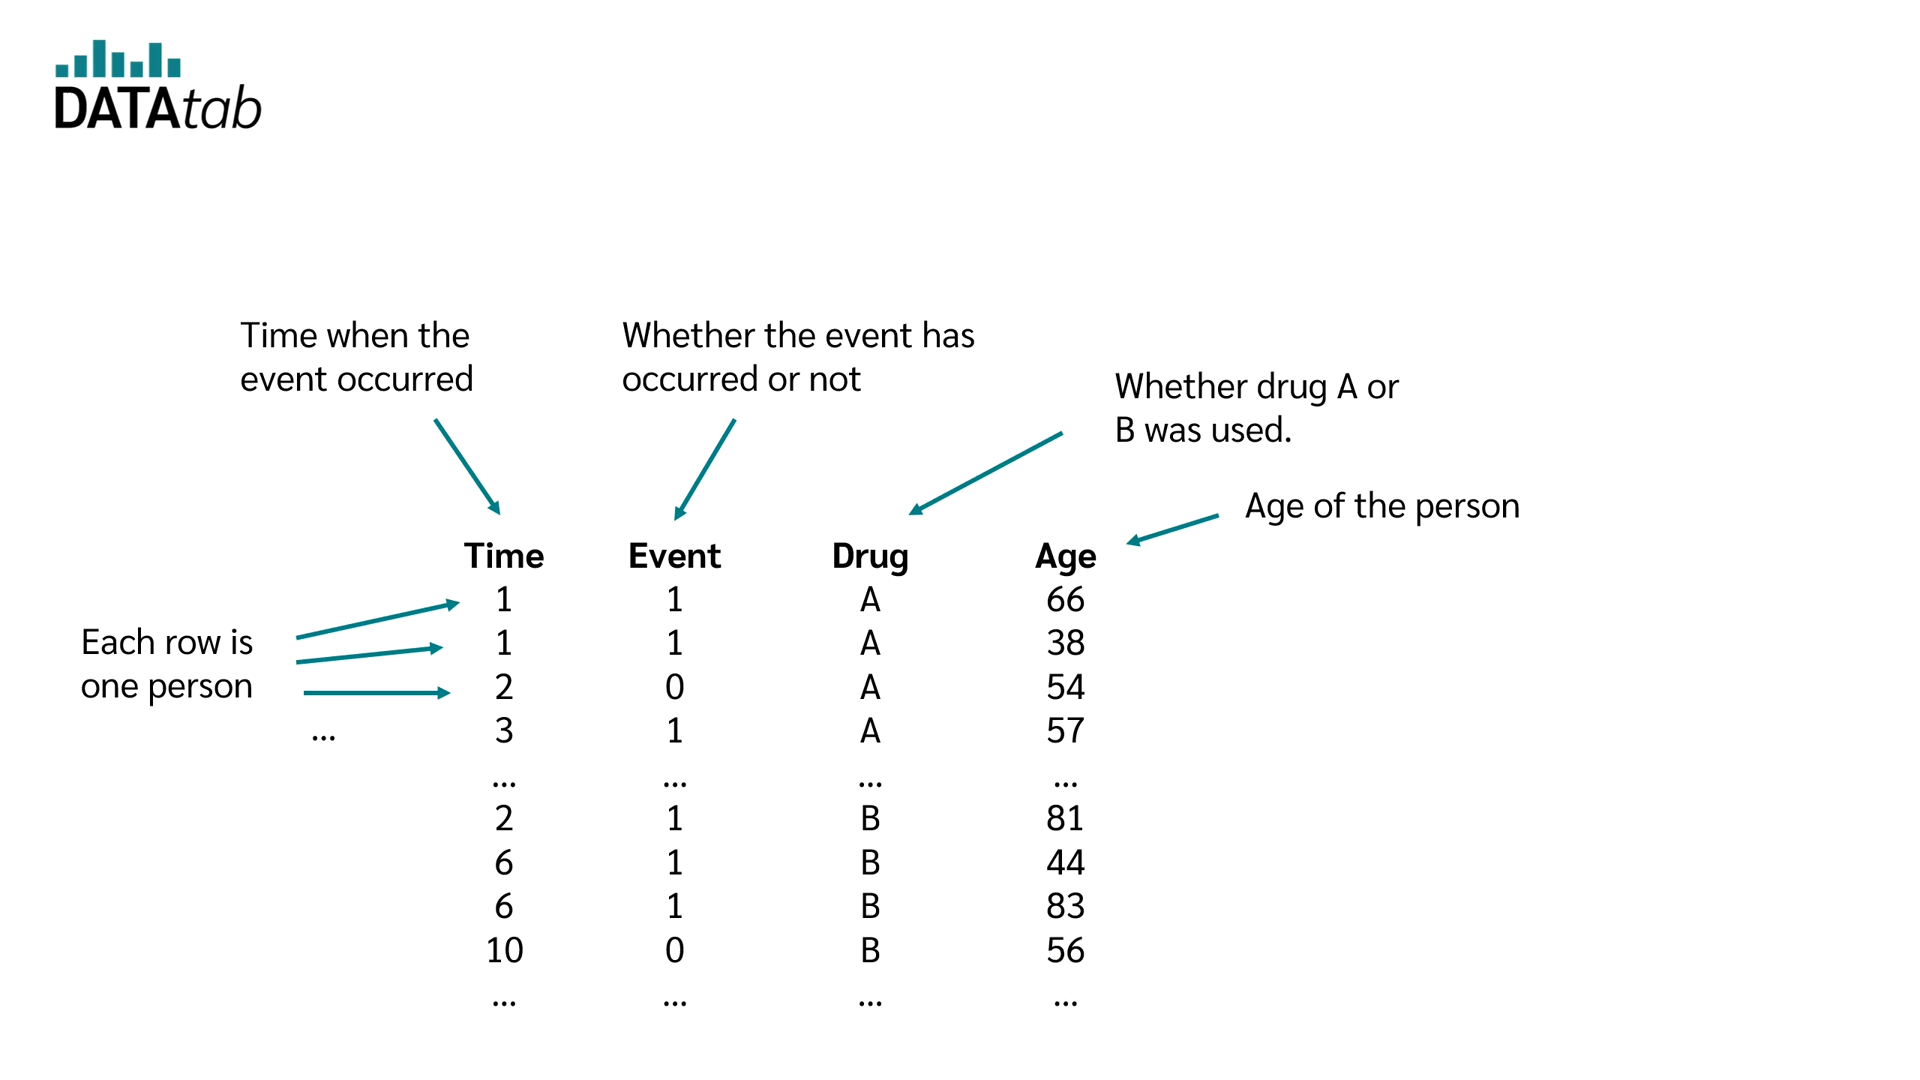 DATAtab
Time when the
event occurred
Whether the event has
occurred or not
Whether drug A or
B was used.
Age of the person
Each row is
one person
...
Time Event Drug Age
1 1 A 66
1 1 A 38
2 0 A 54
3 1 A 57
... ... ... ...
2 1 B 81
6 1 B 44
6 1 B 83
10 0 B 56
... ... ... ...